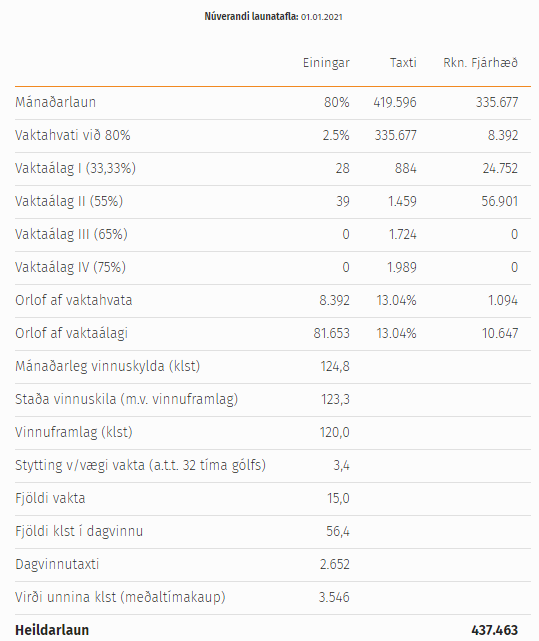 Núverandi launatafla: 01.01.2021
Einingar Taxti Rkn. Fjárhæð
Mánaðarlaun 80% 419.596 335.677
Vaktahvati við 80% 2.5% 335.677 8.392
Vaktaálag I (33,33%) 28 884 24.752
Vaktaálag II (55%) 39 1.459 56.901
Vaktaálag III (65%) 0 1.724 0
Vaktaálag IV (75%) 0 1.989 0
Orlof af vaktahvata 8.392 13.04% 1.094
Orlof af vaktaálagi 81.653 13.04% 10.647
Mánaðarleg vinnuskylda (klst) 124,8
Staða vinnuskila (m.v. vinnuframlag) 123,3
Vinnuframlag (klst) 120,0
Stytting v/vægi vakta (a.t.t. 32 tíma gólfs) 3,4
Fjöldi vakta 15,0
Fjöldi klst í dagvinnu 56,4
Dagvinnutaxti 2.652
Virði unnina klst (meðaltímakaup) 3.546
Heildarlaun 437.463